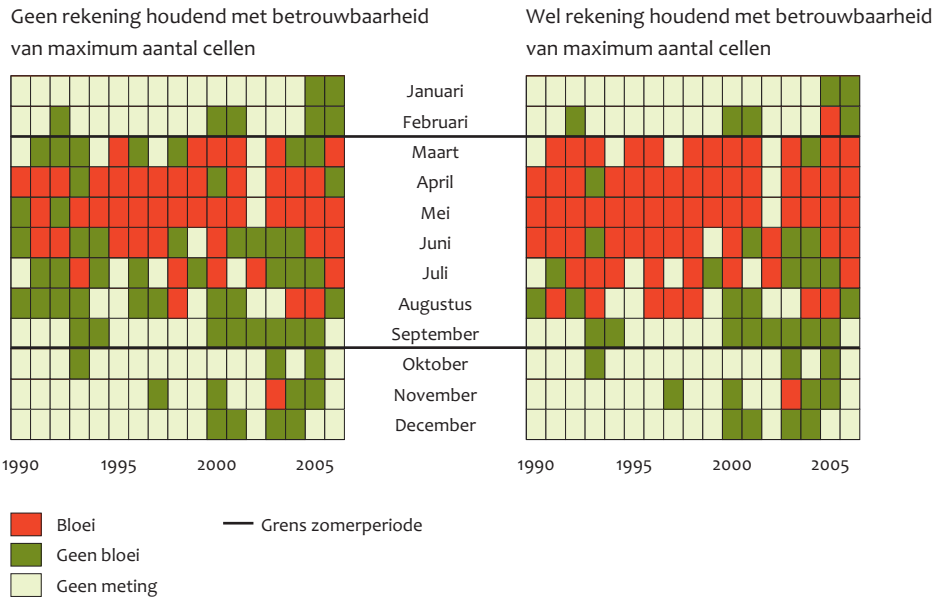 Geen rekening houdend met betrouwbaarheid
van maximum aantal cellen
Wel rekening houdend met betrouwbaarheid
van maximum aantal cellen
Januari
Februari
Maart
April
Mei
Juni
Juli
Augustus
September
Oktober
November
December
1990 1995 2000 2005
1990 1995 2000 2005
Bloei
Grens zomerperiode
Geen bloei
Geen meting